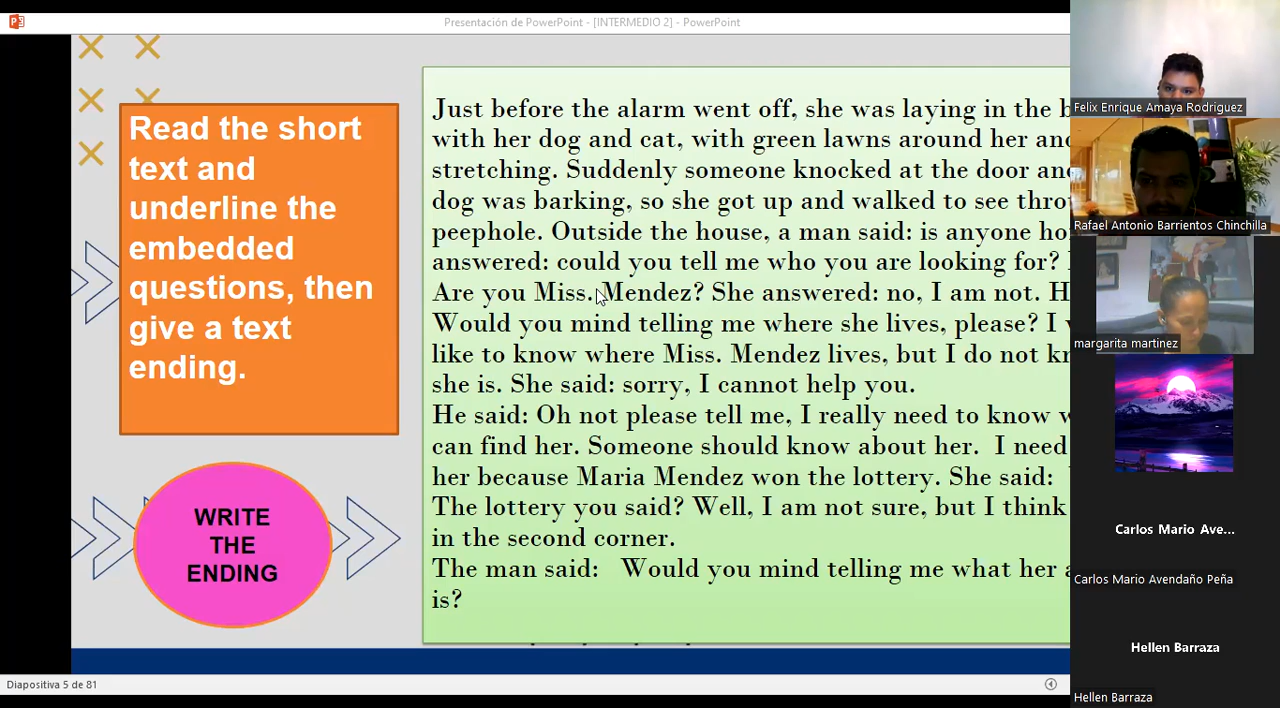 Presentación de PowerPoint - [INTERMEDIO 2] - PowerPoint
Read the short
text and
underline the
embedded
questions, then
give a text
ending.
WRITE
THE
ENDING
Just before the alarm went off, she was laying in the
with her dog and cat, with green lawns around her
stretching. Suddenly someone knocked at the door
dog was barking, so she got up and walked to see
peephole. Outside the house, a man said: is anyone
answered: could you tell me who you are looking for?
Are you Miss. Mendez? She answered: no, I am not.
Would you mind telling me where she lives, please? I
like to know where Miss. Mendez lives, but I do not
she is. She said: sorry, I cannot help you.
He said: Oh not please tell me, I really need to know
can find her. Someone should know about her. I need
her because Maria Mendez won the lottery. She said:
The lottery you said? Well, I am not sure, but I think
in the second corner.
The man said: Would you mind telling me what her
is?
Diapositiva 5 de 81
Felix Enrique Amaya Rodriguez
Rafael Antonio Barrientos Chinchilla
margarita martinez
Carlos Mario Ave...
Carlos Mario Avendaño Peña
Hellen Barraza
Hellen Barraza